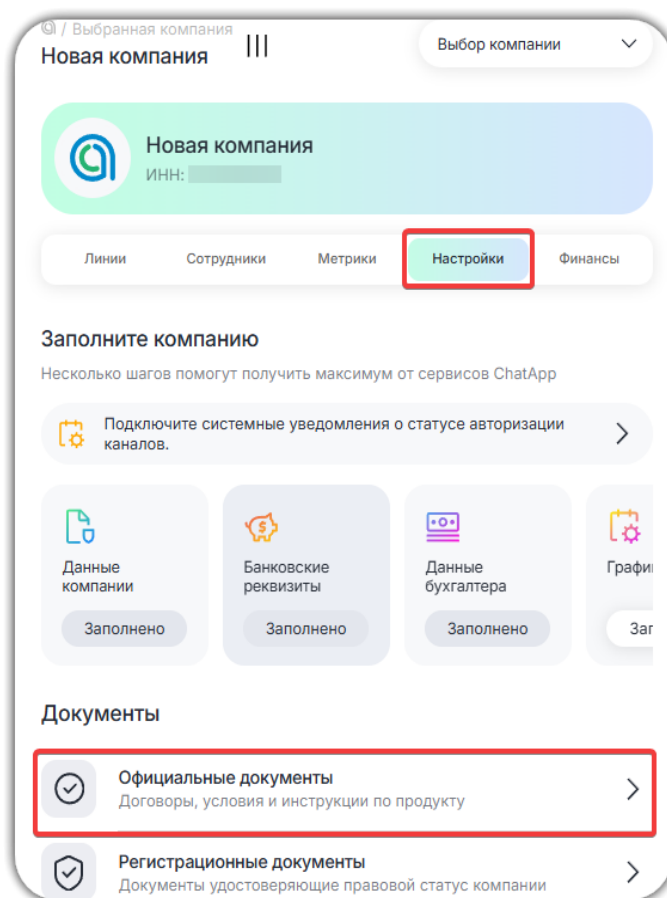 / Выбранная компания
Новая компания
Выбор компании
Новая компания
ИНН:
Линии
Сотрудники
Метрики
Настройки
Финансы
Заполните компанию
Несколько шагов помогут получить максимум от сервисов ChatApp
Подключите системные уведомления о статусе авторизации
каналов.
Данные
компании
Заполнено
Банковские
реквизиты
Заполнено
Данные
бухгалтера
Заполнено
Документы
Официальные документы
Договоры, условия и инструкции по продукту
Регистрационные документы
Документы удостоверяющие правовой статус компании